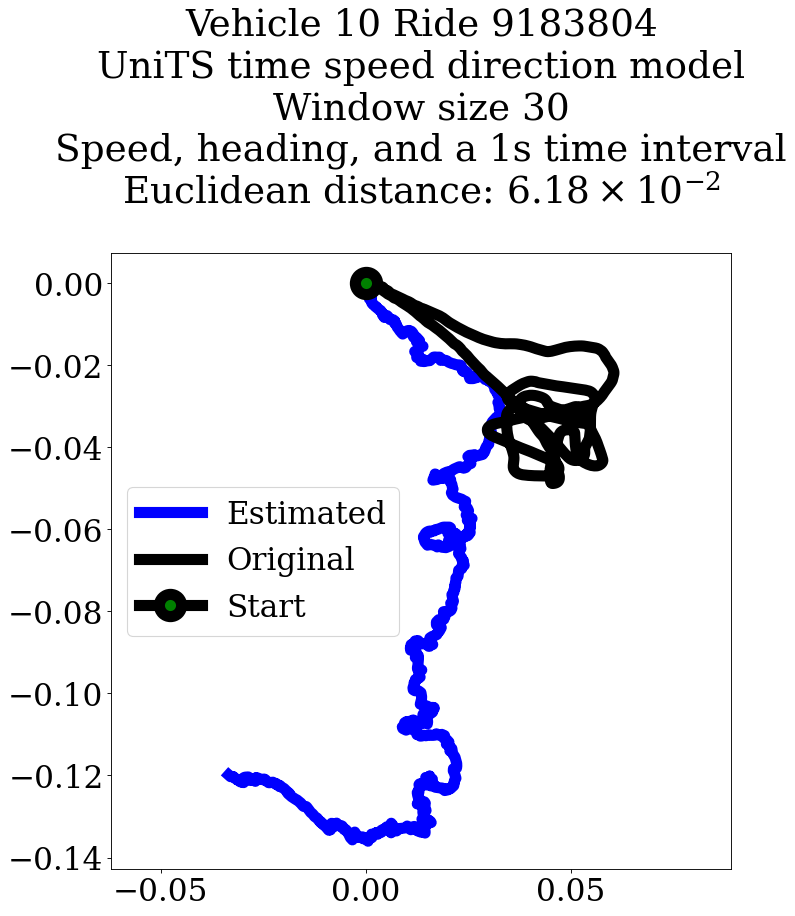 Vehicle 10 Ride 9183804
UniTS time speed direction model
Window size 30
Speed, heading, and a 1s time interval
Euclidean distance: 6.18 × 10⁻²
0.00
−0.02
−0.04
−0.06
−0.08
−0.10
−0.12
−0.14
Estimated
Original
Start
−0.05 0.00 0.05